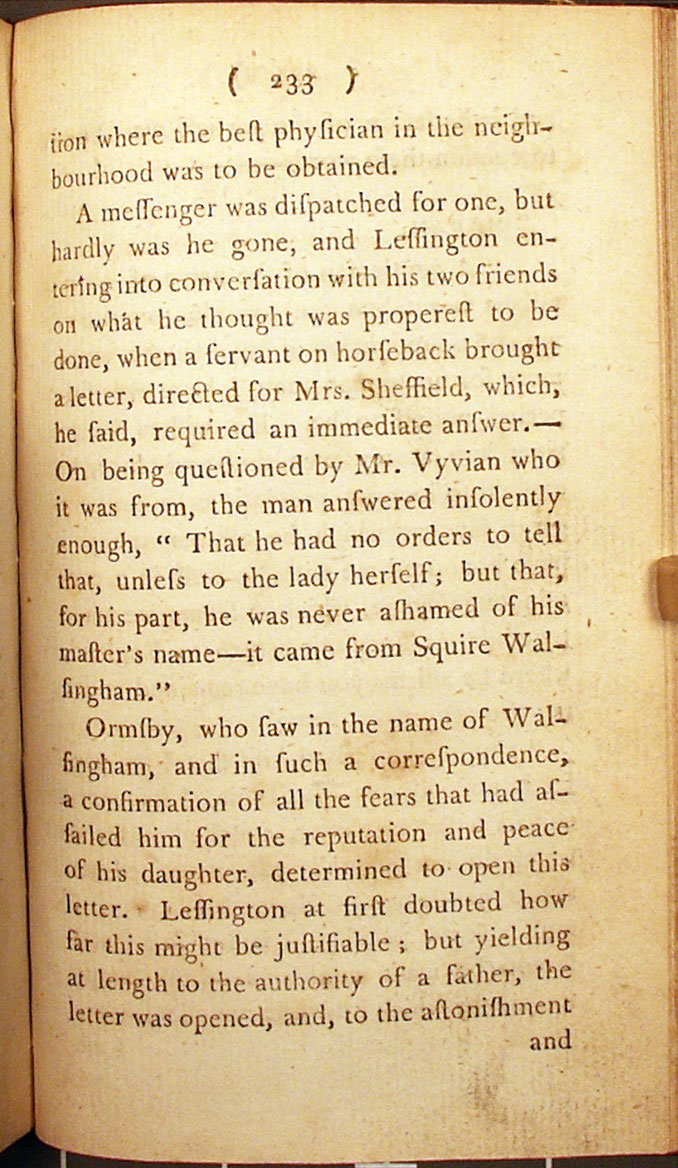 ( 233 )
tion where the beſt phyſician in the neigh-
bourhood was to be obtained.
A meſſenger was diſpatched for one, but
hardly was he gone, and Leſſington en-
tering into converſation with his two friends
on what he thought was propereſt to be
done, when a ſervant on horſeback brought
a letter, directed for Mrs. Sheffield, which,
he ſaid, required an immediate anſwer.—
On being queſtioned by Mr. Vyvian who
it was from, the man anſwered inſolently
enough, “ That he had no orders to tell
that, unleſs to the lady herſelf; but that,
for his part, he was never aſhamed of his
maſter's name—it came from Squire Wal-
ſingham.”
Ormſby, who ſaw in the name of Wal-
ſingham, and in ſuch a correſpondence,
a confirmation of all the fears that had aſ-
ſailed him for the reputation and peace
of his daughter, determined to open this
letter. Leſſington at firſt doubted how
far this might be juſtifiable ; but yielding
at length to the authority of a father, the
letter was opened, and, to the aſtoniſhment
and